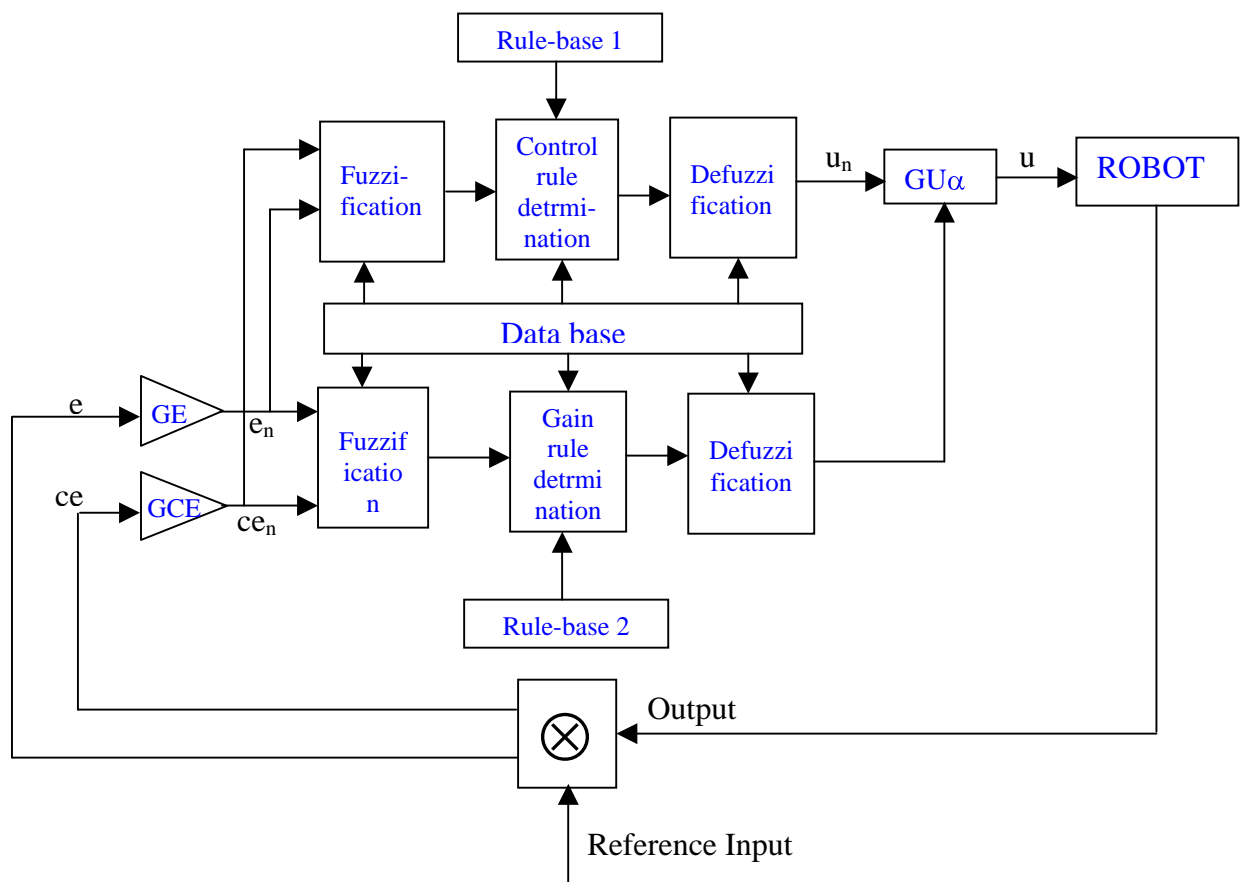 Rule-base 1
Fuzzi-
fication
Control
rule
detrmi-
nation
Defuzzi
fication
uₙ
GUα
u
ROBOT
Data base
e
GE
eₙ
ce
GCE
ceₙ
Fuzzif
icatio
n
Gain
rule
detrmi
nation
Defuzzi
fication
Rule-base 2
Output
Reference Input